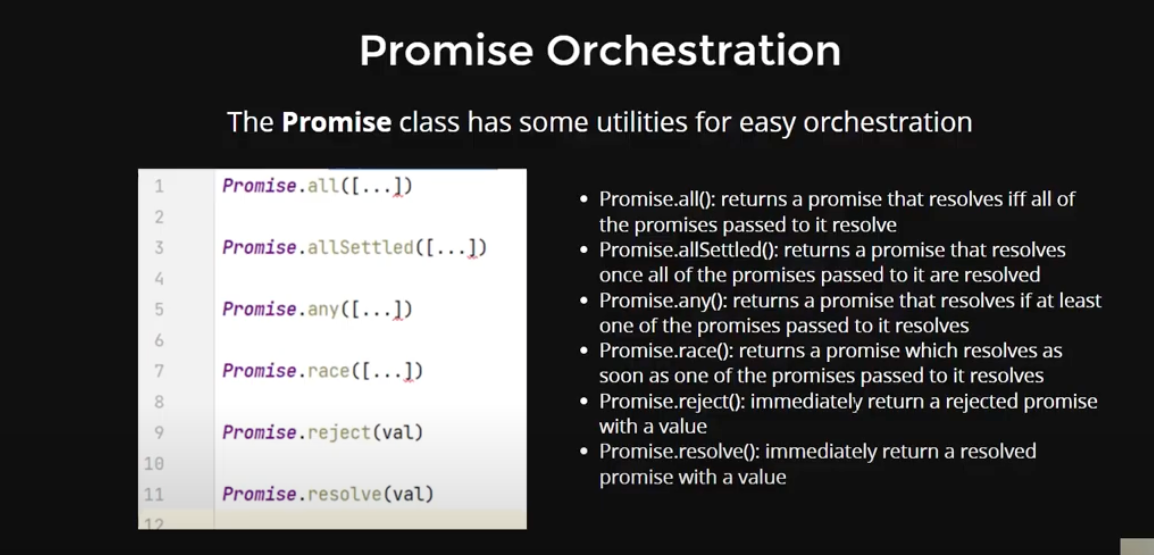 Promise Orchestration
The Promise class has some utilities for easy orchestration
1 Promise.all([...])
2
3 Promise.allSettled([...])
4
5 Promise.any([...])
6
7 Promise.race([...])
8
9 Promise.reject(val)
10
11 Promise.resolve(val)
12
• Promise.all(): returns a promise that resolves iff all of
the promises passed to it resolve
• Promise.allSettled(): returns a promise that resolves
once all of the promises passed to it are resolved
• Promise.any(): returns a promise that resolves if at least
one of the promises passed to it resolves
• Promise.race(): returns a promise which resolves as
soon as one of the promises passed to it resolves
• Promise.reject(): immediately return a rejected promise
with a value
• Promise.resolve(): immediately return a resolved
promise with a value